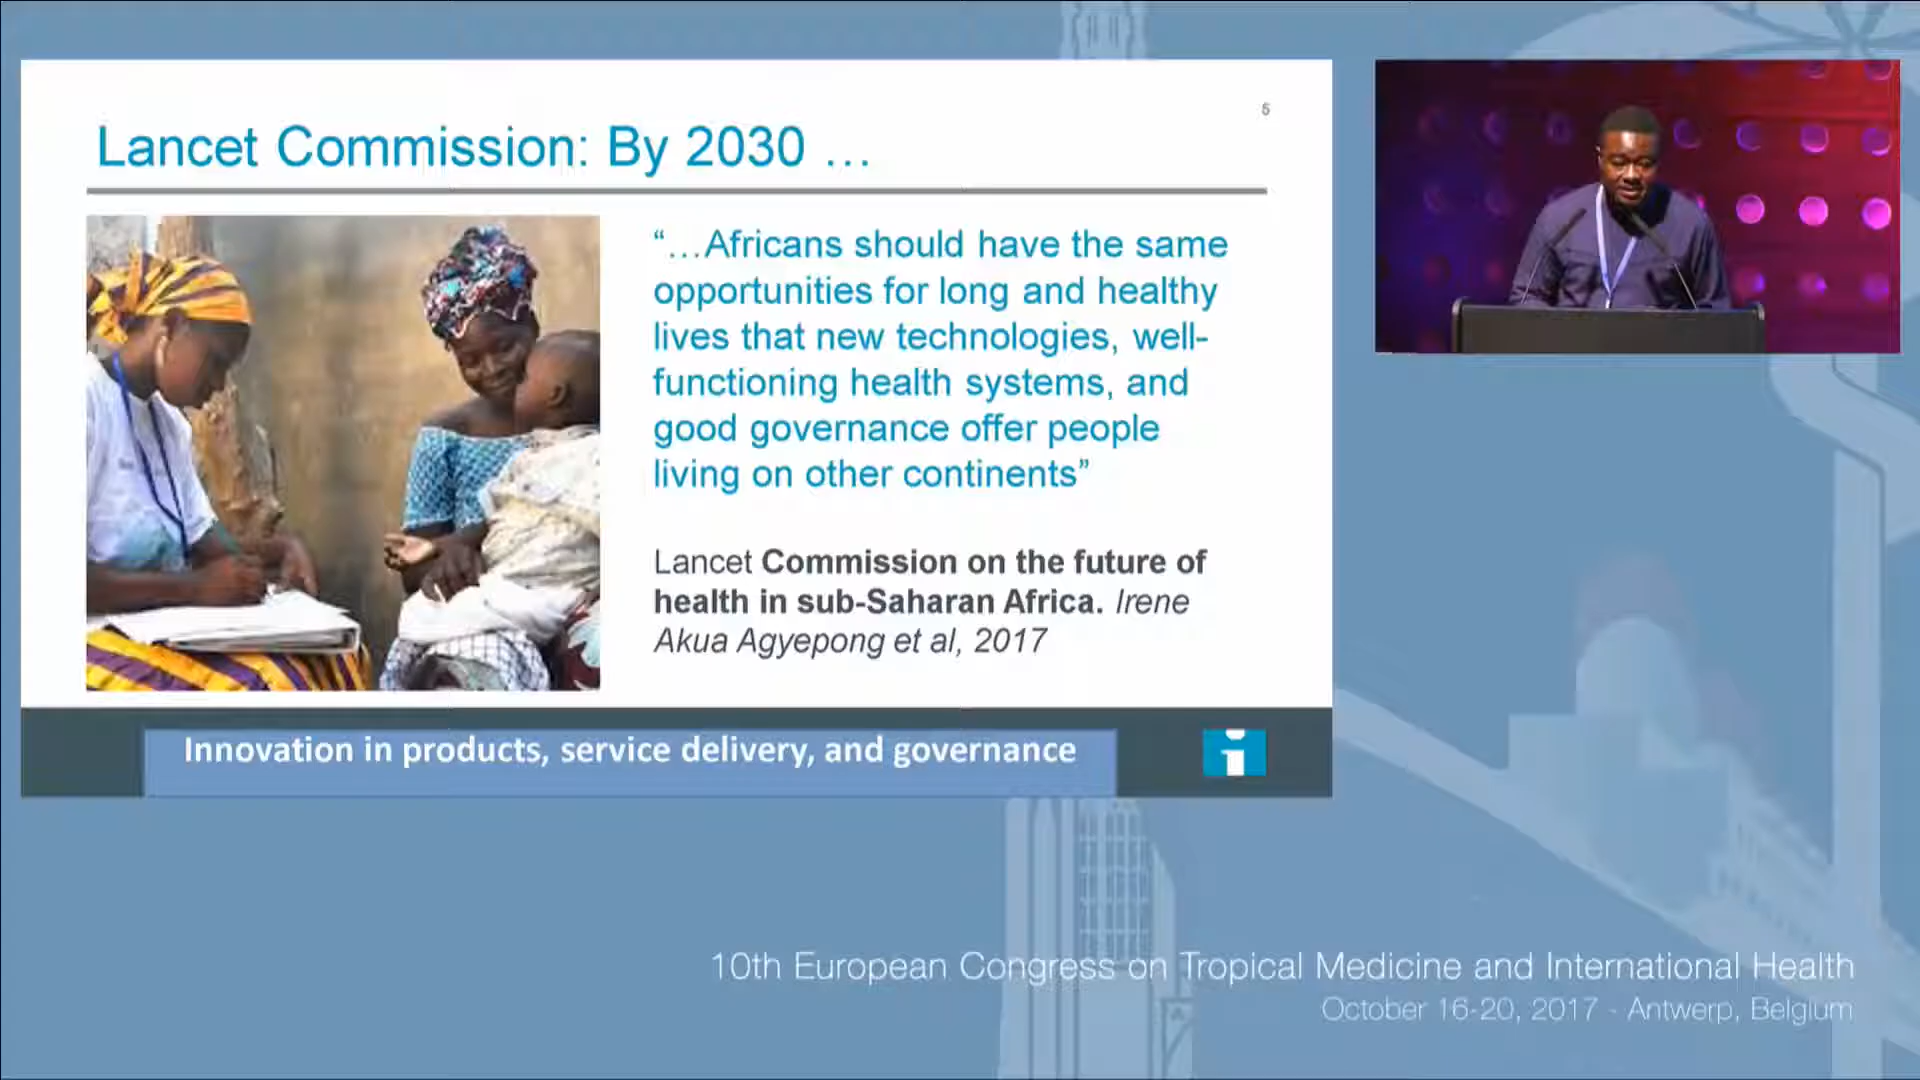 5
Lancet Commission: By 2030 ...
“...Africans should have the same
opportunities for long and healthy
lives that new technologies, well-
functioning health systems, and
good governance offer people
living on other continents”
Lancet Commission on the future of
health in sub-Saharan Africa. Irene
Akua Agyepong et al, 2017
Innovation in products, service delivery, and governance
10th European Congress on Tropical Medicine and International Health
October 16-20, 2017 - Antwerp, Belgium